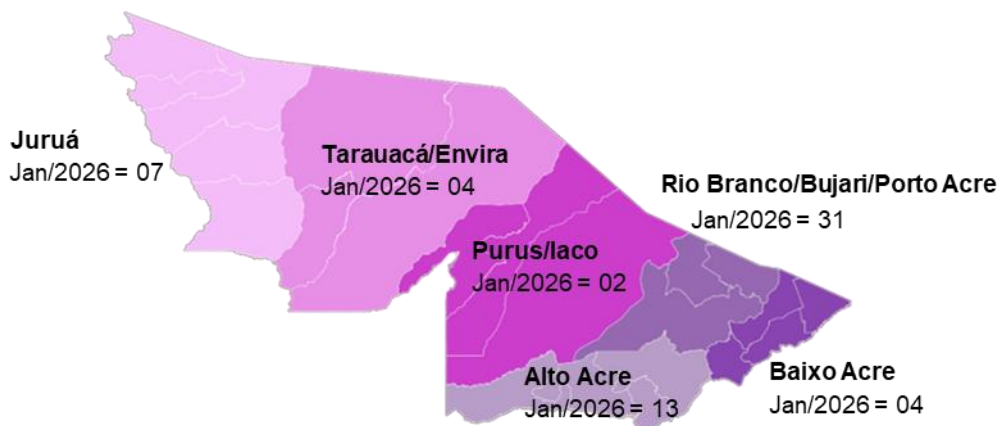 Juruá
Jan/2026 = 07
Tarauacá/Envira
Jan/2026 = 04
Rio Branco/Bujari/Porto Acre
Jan/2026 = 31
Purus/Iaco
Jan/2026 = 02
Alto Acre
Jan/2026 = 13
Baixo Acre
Jan/2026 = 04